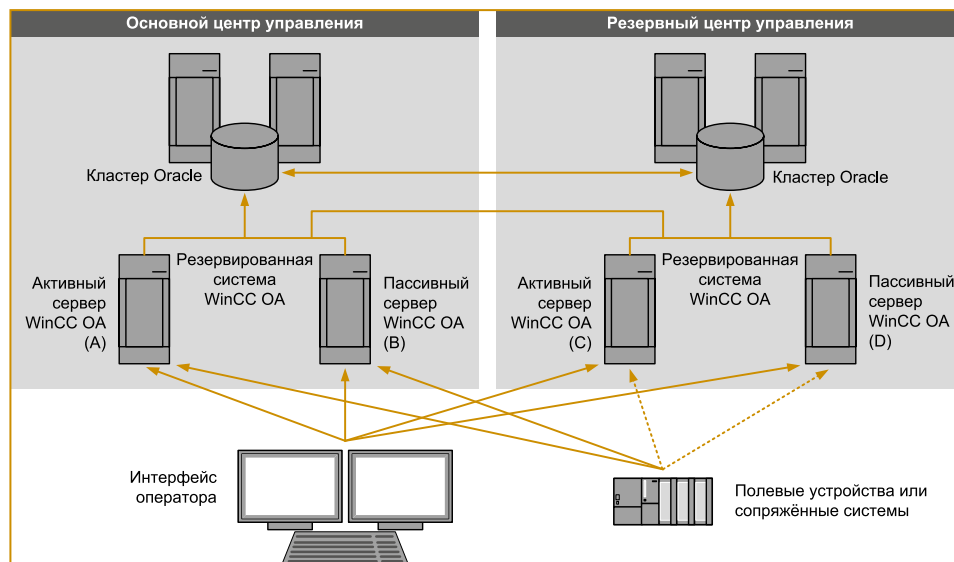 Основной центр управления
Резервный центр управления
Кластер Oracle
Кластер Oracle
Активный
сервер
WinCC OA
(A)
Резервированная
система
WinCC OA
Пассивный
сервер
WinCC OA
(B)
Активный
сервер
WinCC OA
(C)
Резервированная
система
WinCC OA
Пассивный
сервер
WinCC OA
(D)
Интерфейс
оператора
Полевые устройства или
сопряжённые системы